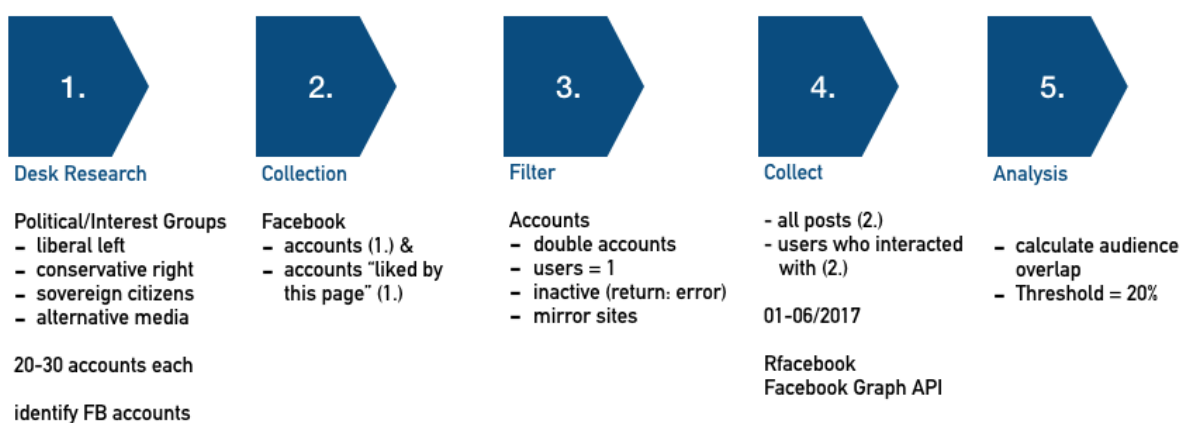 1.
Desk Research
Political/Interest Groups
– liberal left
– conservative right
– sovereign citizens
– alternative media
20-30 accounts each
identify FB accounts
2.
Collection
Facebook
– accounts (1.) &
– accounts “liked by
this page” (1.)
3.
Filter
Accounts
– double accounts
– users = 1
– inactive (return: error)
– mirror sites
4.
Collect
- all posts (2.)
- users who interacted
with (2.)
01-06/2017
Rfacebook
Facebook Graph API
5.
Analysis
– calculate audience
overlap
– Threshold = 20%